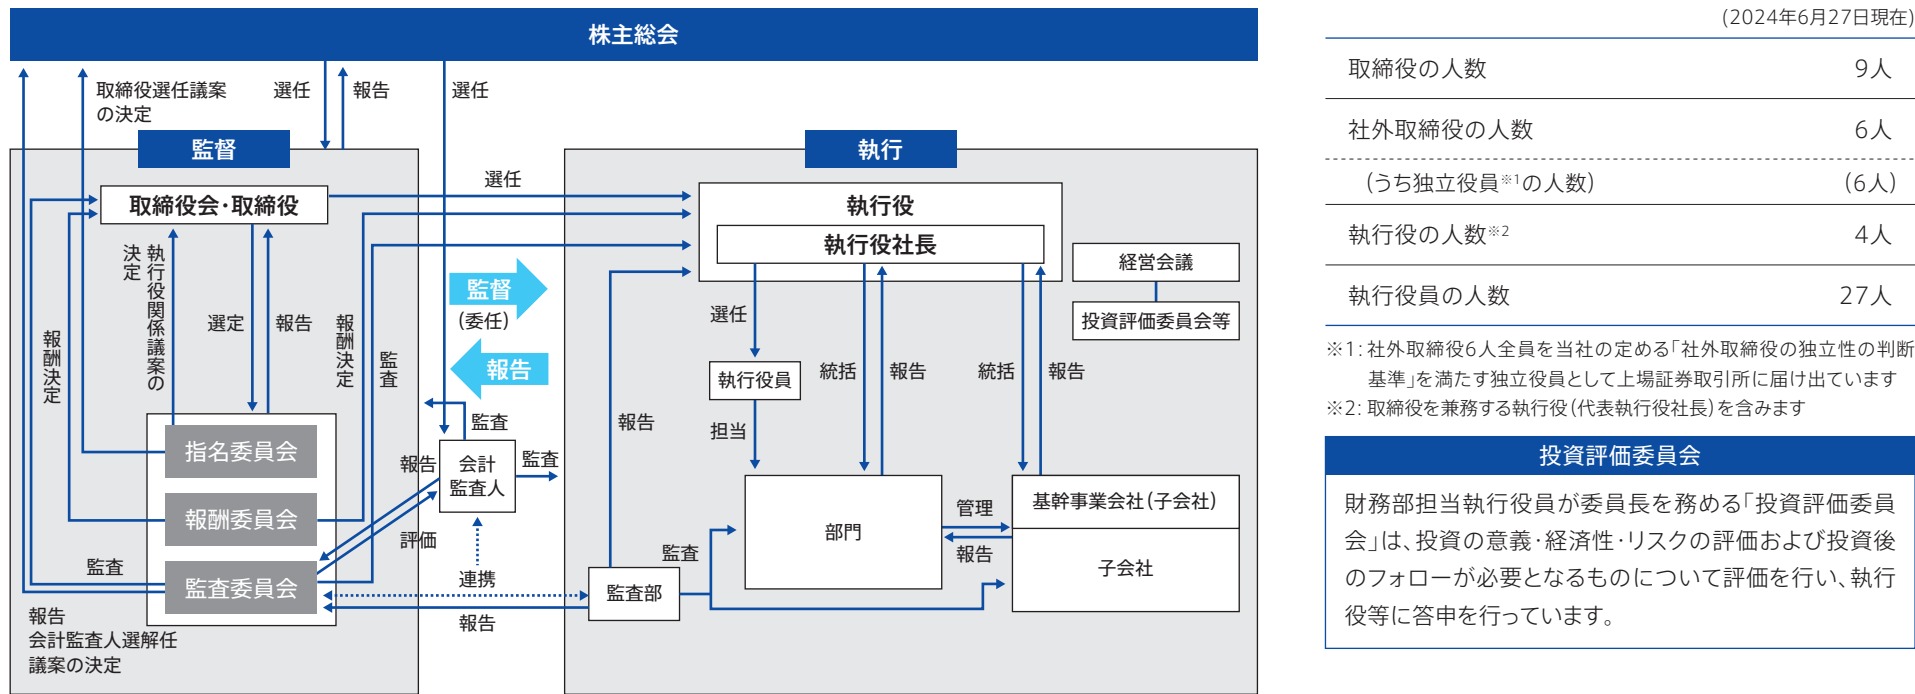 株主総会
取締役選任議案
の決定
選任
報告
選任
監督
取締役会・取締役
執行役関係議案の
決定
選定
報告
報酬決定
報酬決定
監査
指名委員会
報酬委員会
監査委員会
監査
報告
会計監査人選解任
議案の決定
選任
監督
(委任)
報告
監査
会計
監査人
監査
報告
評価
連携
報告
執行
執行役
執行役社長
経営会議
投資評価委員会等
選任
執行役員
担当
統括
報告
統括
報告
報告
監査部
監査
部門
管理
報告
基幹事業会社(子会社)
子会社
(2024年6月27日現在)
取締役の人数 9人
社外取締役の人数 6人
(うち独立役員※1の人数) (6人)
執行役の人数※2 4人
執行役員の人数 27人
※1: 社外取締役6人全員を当社の定める「社外取締役の独立性の判断
基準」を満たす独立役員として上場証券取引所に届け出ています
※2: 取締役を兼務する執行役(代表執行役社長)を含みます
投資評価委員会
財務部担当執行役員が委員長を務める「投資評価委員
会」は、投資の意義・経済性・リスクの評価および投資後
のフォローが必要となるものについて評価を行い、執行
役等に答申を行っています。